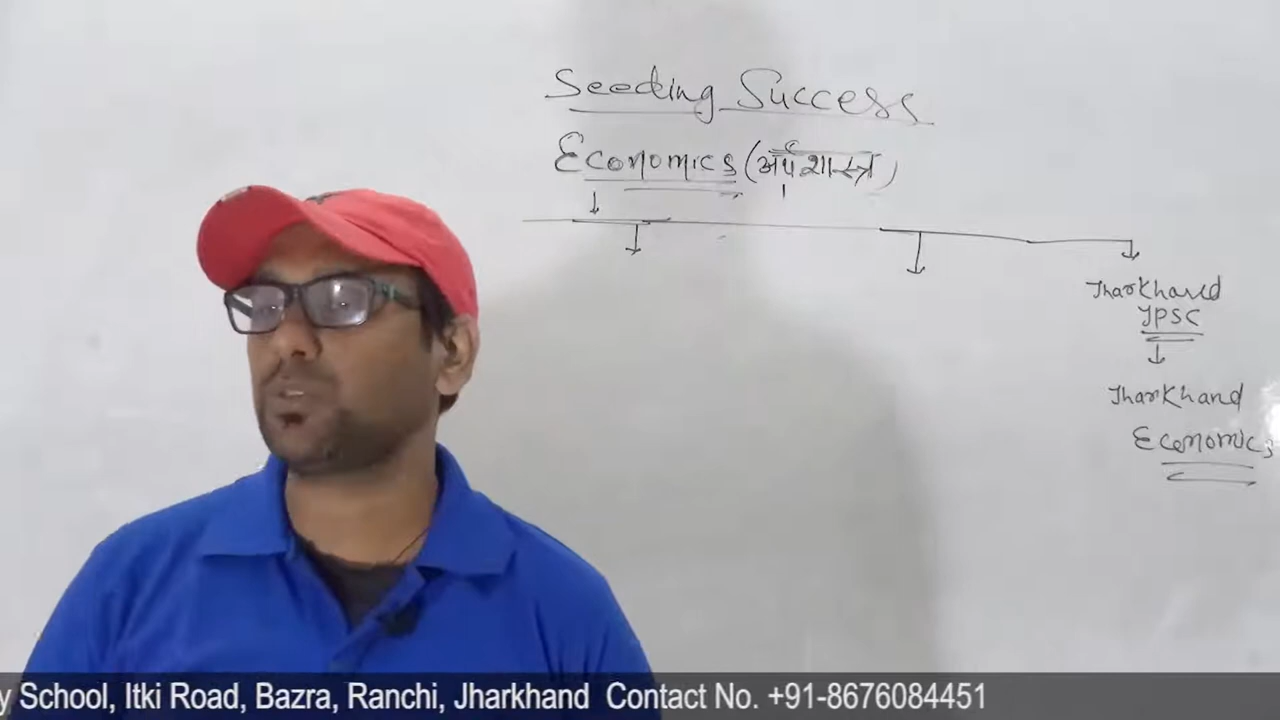 Seeding Success
Economics (अर्थशास्त्र)
Jharkhand
JPSC
Jharkhand
Economics
y School, Itki Road, Bazra, Ranchi, Jharkhand Contact No. +91-8676084451